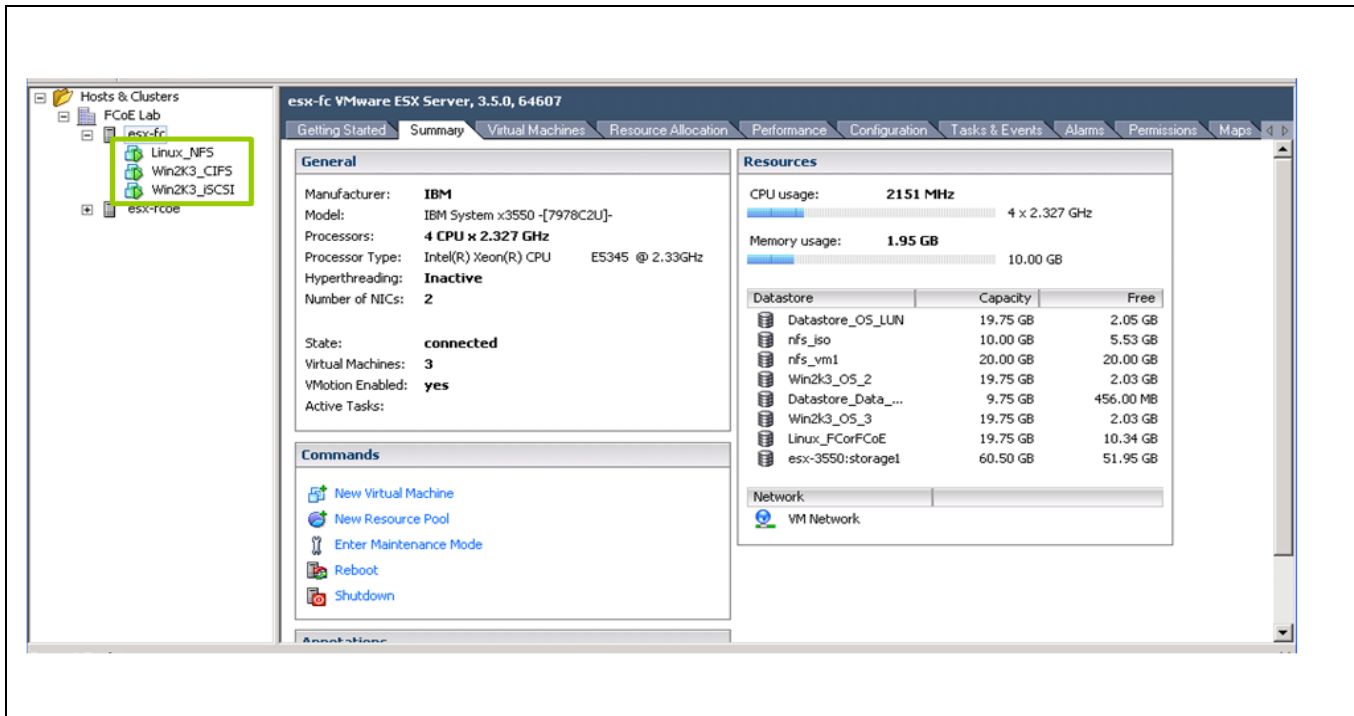 Hosts & Clusters
FCoE Lab
esx-fc
Linux_NFS
Win2K3_CIFS
Win2K3_iSCSI
esx-fcoe
esx-fc VMware ESX Server, 3.5.0, 64607
Getting Started Summary Virtual Machines Resource Allocation Performance Configuration Tasks & Events Alarms Permissions Maps
General
Manufacturer: IBM
Model: IBM System x3550 -[7978C2U]-
Processors: 4 CPU x 2.327 GHz
Processor Type: Intel(R) Xeon(R) CPU E5345 @ 2.33GHz
Hyperthreading: Inactive
Number of NICs: 2
State: connected
Virtual Machines: 3
VMotion Enabled: yes
Active Tasks:
Commands
New Virtual Machine
New Resource Pool
Enter Maintenance Mode
Reboot
Shutdown
Annotations
Resources
CPU usage: 2151 MHz
4 x 2.327 GHz
Memory usage: 1.95 GB
10.00 GB
Datastore Capacity Free
Datastore_OS_LUN 19.75 GB 2.05 GB
nfs_iso 10.00 GB 5.53 GB
nfs_vm1 20.00 GB 20.00 GB
Win2k3_OS_2 19.75 GB 2.03 GB
Datastore_Data_... 9.75 GB 456.00 MB
Win2k3_OS_3 19.75 GB 2.03 GB
Linux_FCorFCoE 19.75 GB 10.34 GB
esx-3550:storage1 60.50 GB 51.95 GB
Network
VM Network